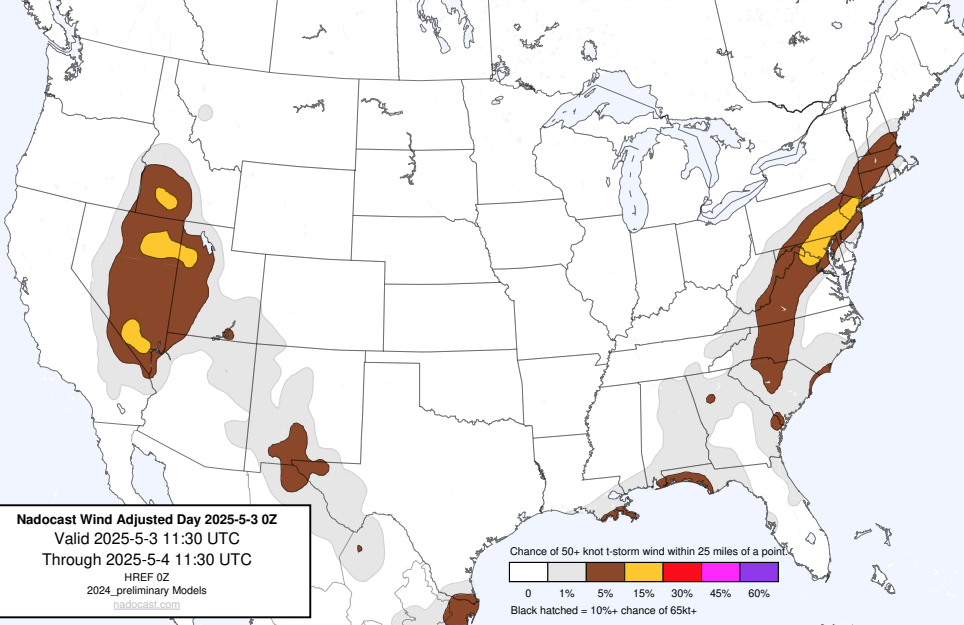 Nadocast Wind Adjusted Day 2025-5-3 0Z
Valid 2025-5-3 11:30 UTC
Through 2025-5-4 11:30 UTC
HREF 0Z
2024_preliminary Models
nadocast.com
Chance of 50+ knot t-storm wind within 25 miles of a point.
0 1% 5% 15% 30% 45% 60%
Black hatched = 10%+ chance of 65kt+